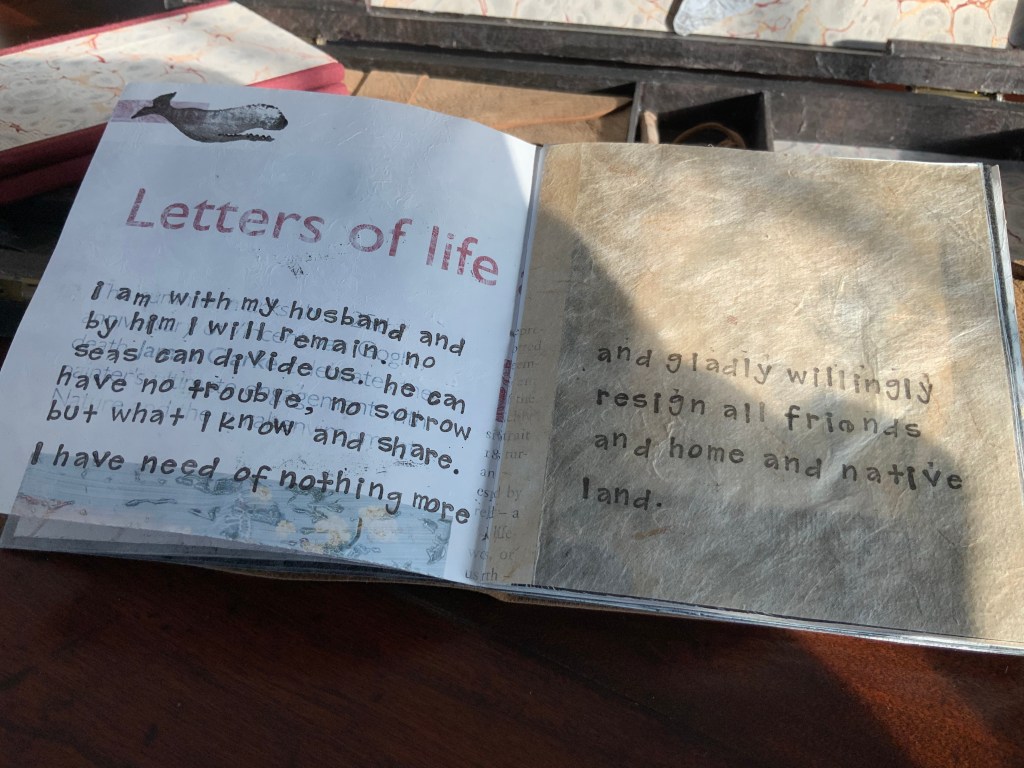 Letters of life
I am with my husband and
by him I will remain. no
seas can divide us. he can
have no trouble, no sorrow
but what I know and share.
I have need of nothing more
and gladly willingly
resign all friends
and home and native
land.